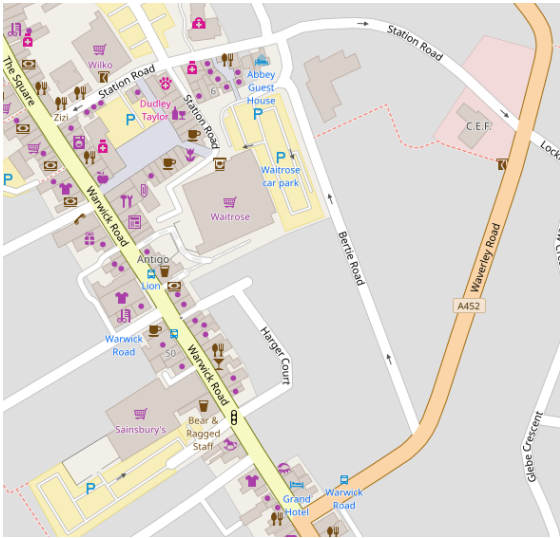 Station Road
Wilko
The Square
Station Road
6
Abbey
Guest
House
Zizi
P
Dudley
Taylor
Station Road
P
C.E.F.
Lock
P
P
Waitrose
car park
Waitrose
Warwick Road
Bertie Road
Waverley Road
Antigo
Lion
A452
Warwick
Road
50
Harger Court
Warwick Road
Sainsbury's
Bear &
Ragged
Staff
Glebe Crescent
P
Grand
Hotel
Warwick
Road